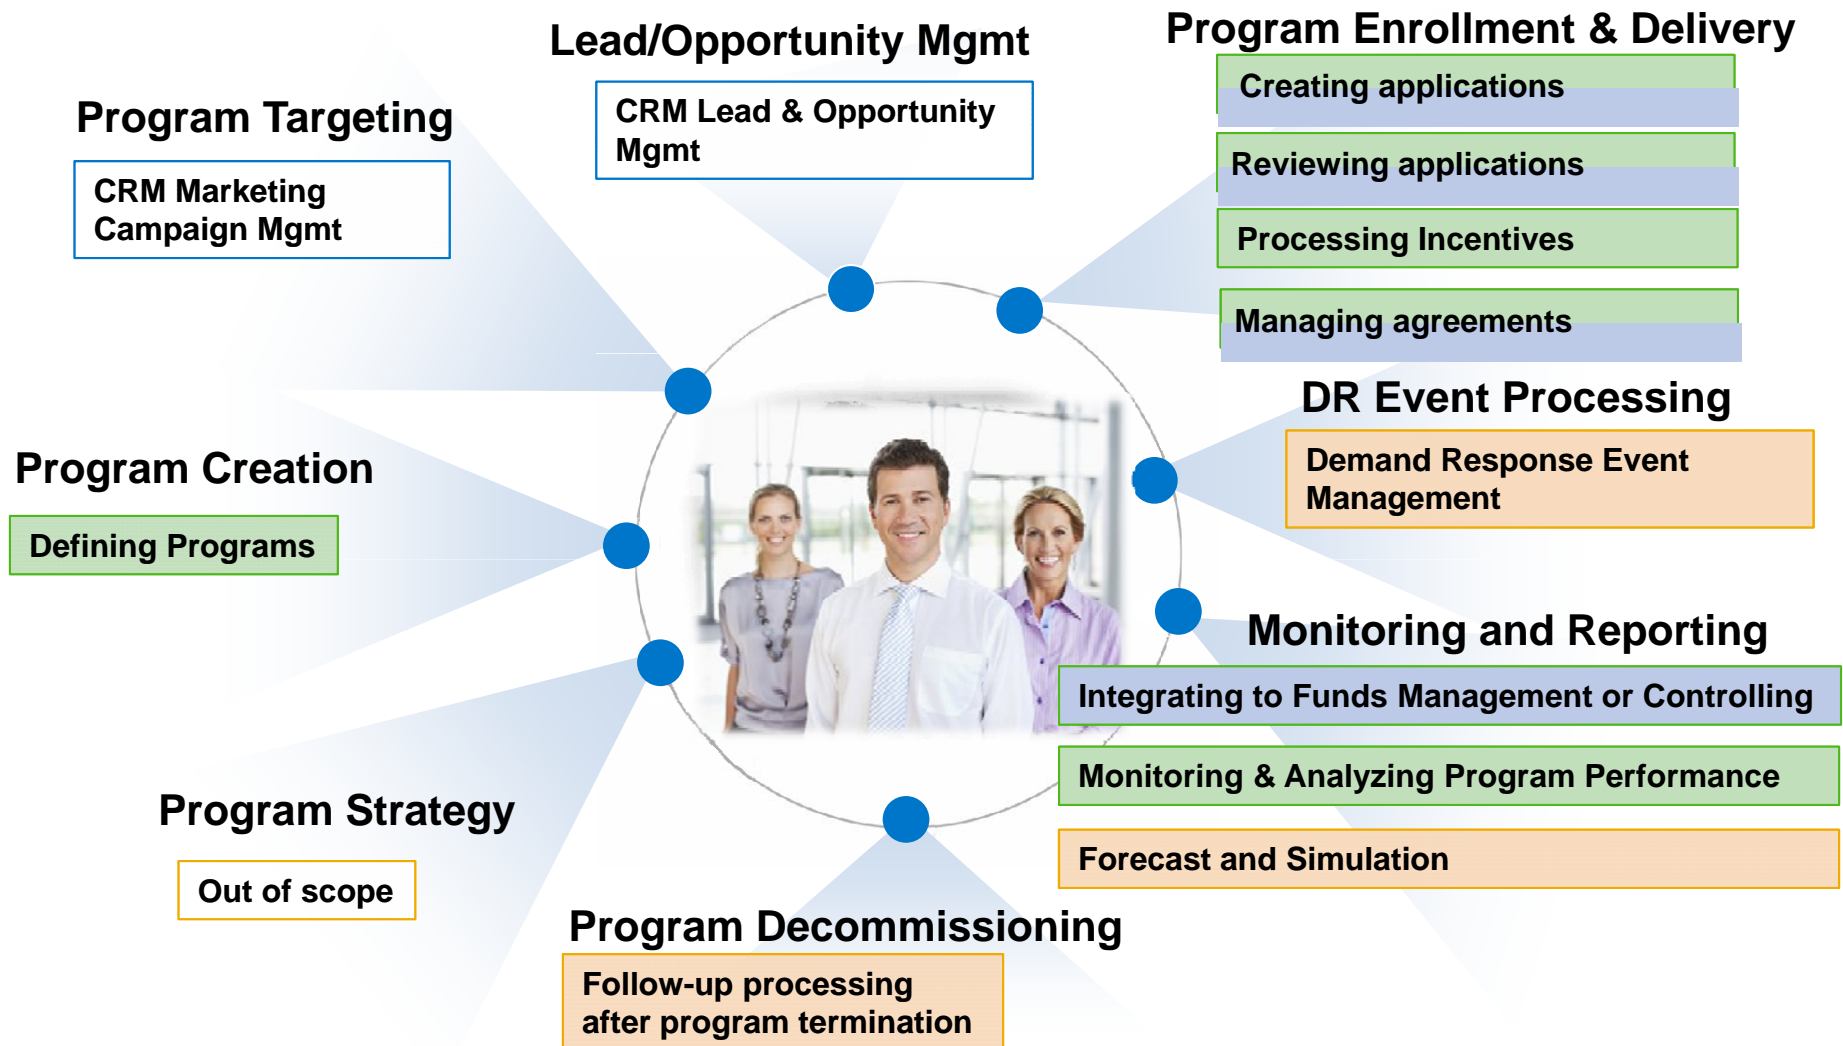 Lead/Opportunity Mgmt
CRM Lead & Opportunity
Mgmt
Program Enrollment & Delivery
Creating applications
Reviewing applications
Processing Incentives
Managing agreements
Program Targeting
CRM Marketing
Campaign Mgmt
DR Event Processing
Demand Response Event
Management
Program Creation
Defining Programs
Monitoring and Reporting
Integrating to Funds Management or Controlling
Monitoring & Analyzing Program Performance
Forecast and Simulation
Program Strategy
Out of scope
Program Decommissioning
Follow-up processing
after program termination